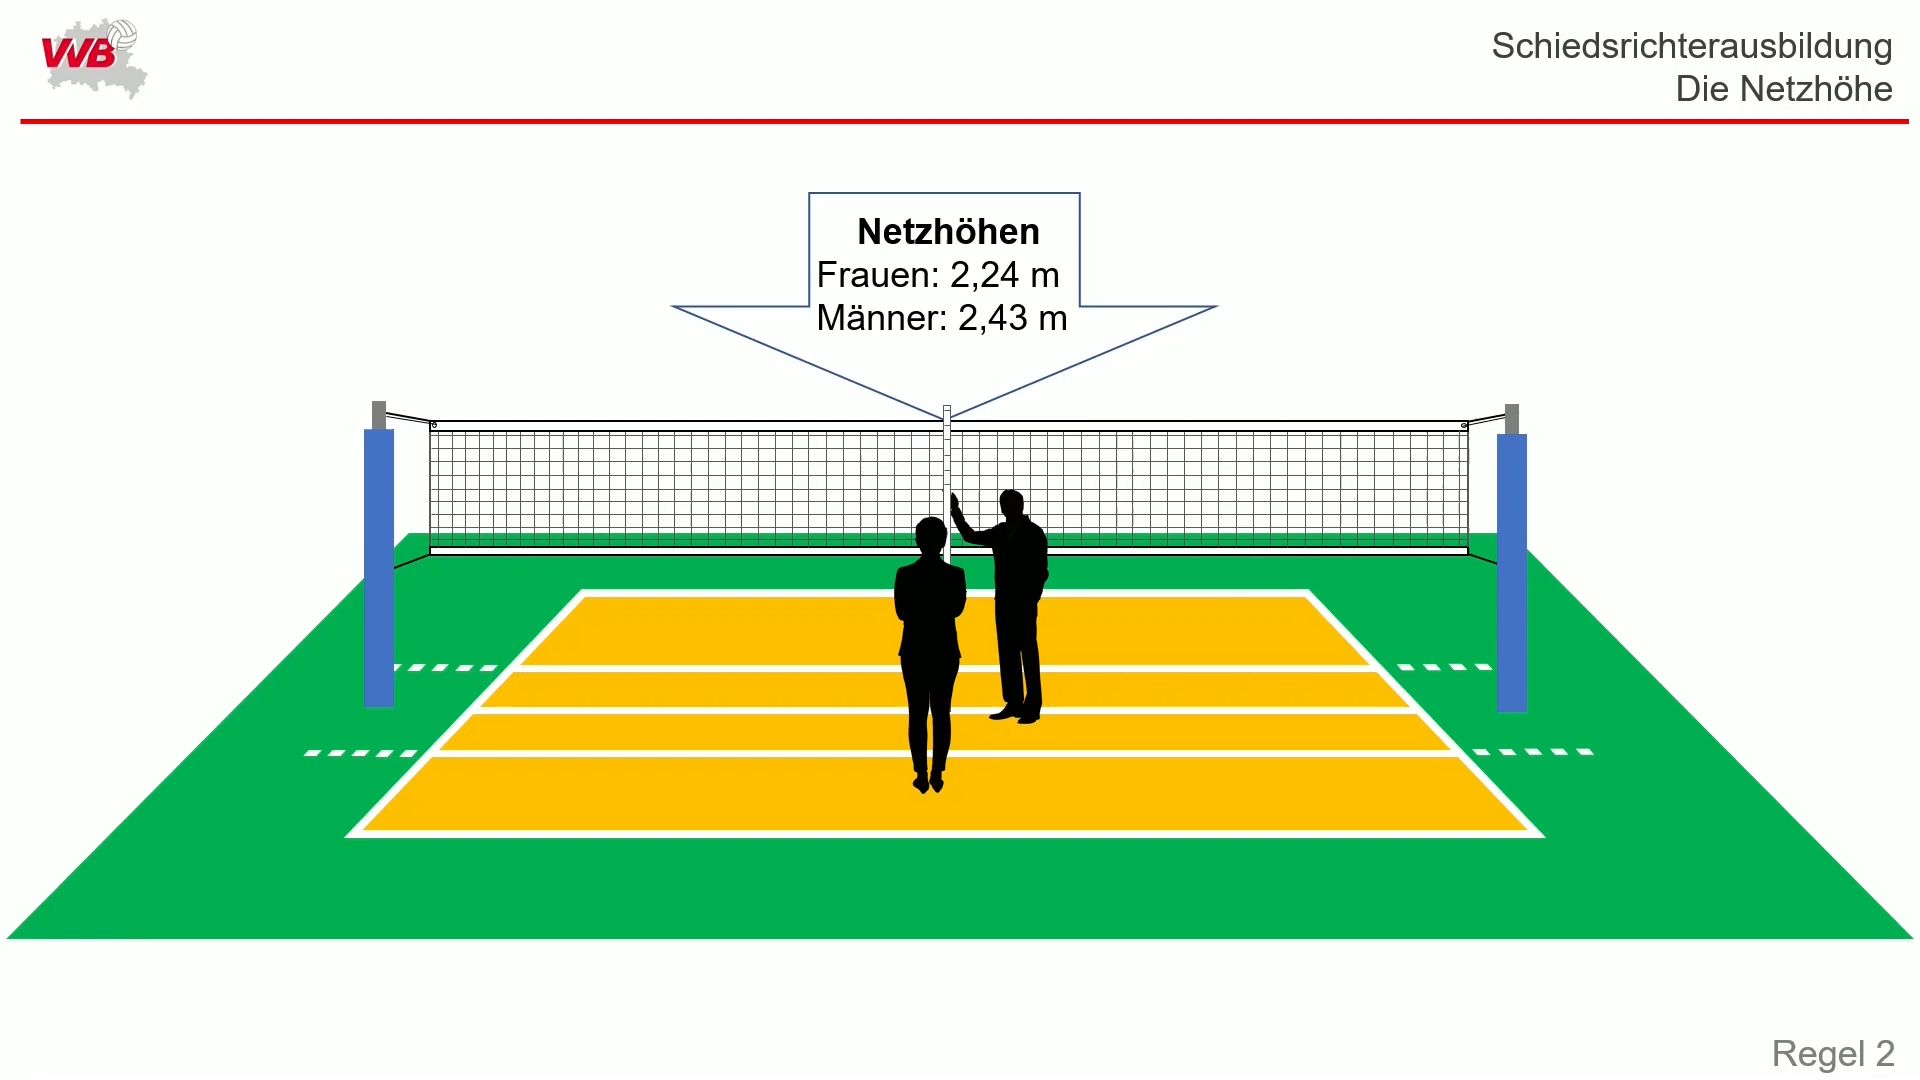 VVB
Schiedsrichterausbildung
Die Netzhöhe
Netzhöhen
Frauen: 2,24 m
Männer: 2,43 m
Regel 2